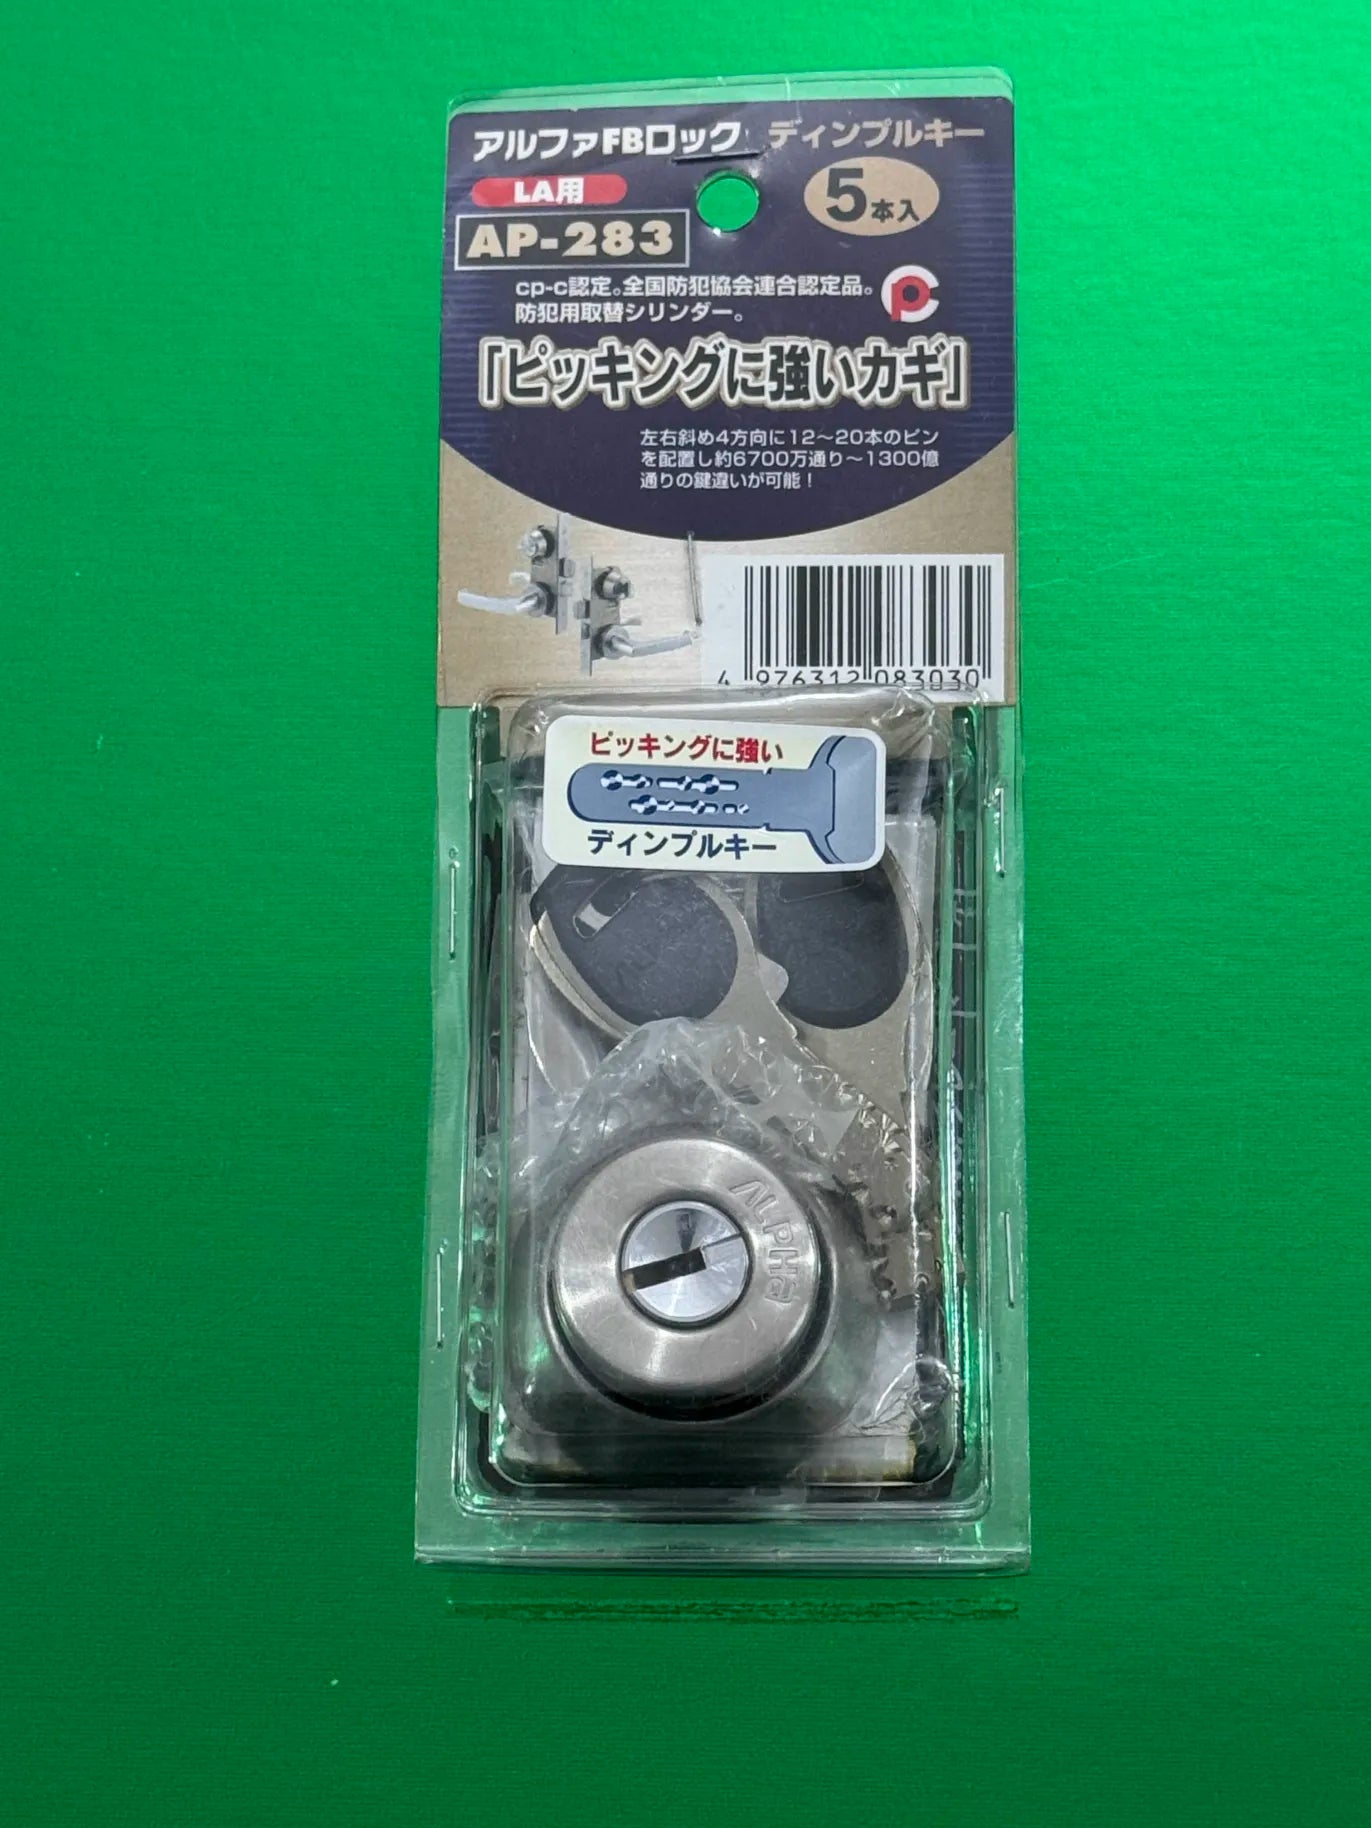 アルファFBロック ディンプルキー
LA用
5本入
AP-283
cp-c認定。全国防犯協会連合認定品。
防犯用取替シリンダー。
CP
「ピッキングに強いカギ」
左右斜め4方向に12〜20本のピン
を配置し約6700万通り〜1300億
通りの鍵違いが可能！
4 976312 083030
ピッキングに強い
ディンプルキー
ALPHA